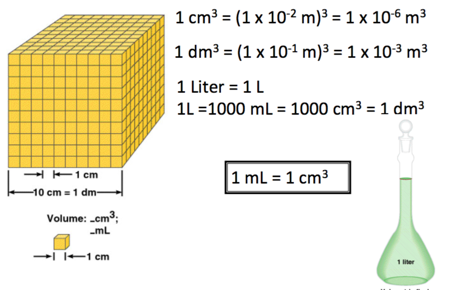 1 cm³ = (1 x 10⁻² m)³ = 1 x 10⁻⁶ m³
1 dm³ = (1 x 10⁻¹ m)³ = 1 x 10⁻³ m³
1 Liter = 1 L
1L =1000 mL = 1000 cm³ = 1 dm³
1 cm
10 cm = 1 dm
1 mL = 1 cm³
Volume: _cm³;
_mL
1 cm
1 liter